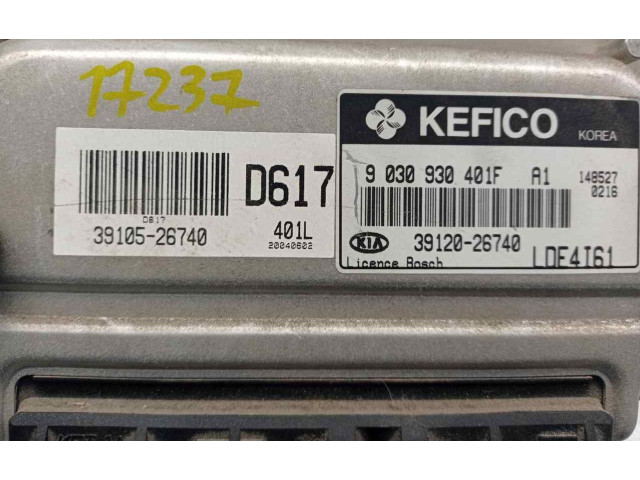 17237
D617
D617
39105-26740
401L
20040602
KEFICO
KOREA
9 030 930 401F A1
148527
0216
KIA
39120-26740
Licence Bosch
LDE4I61